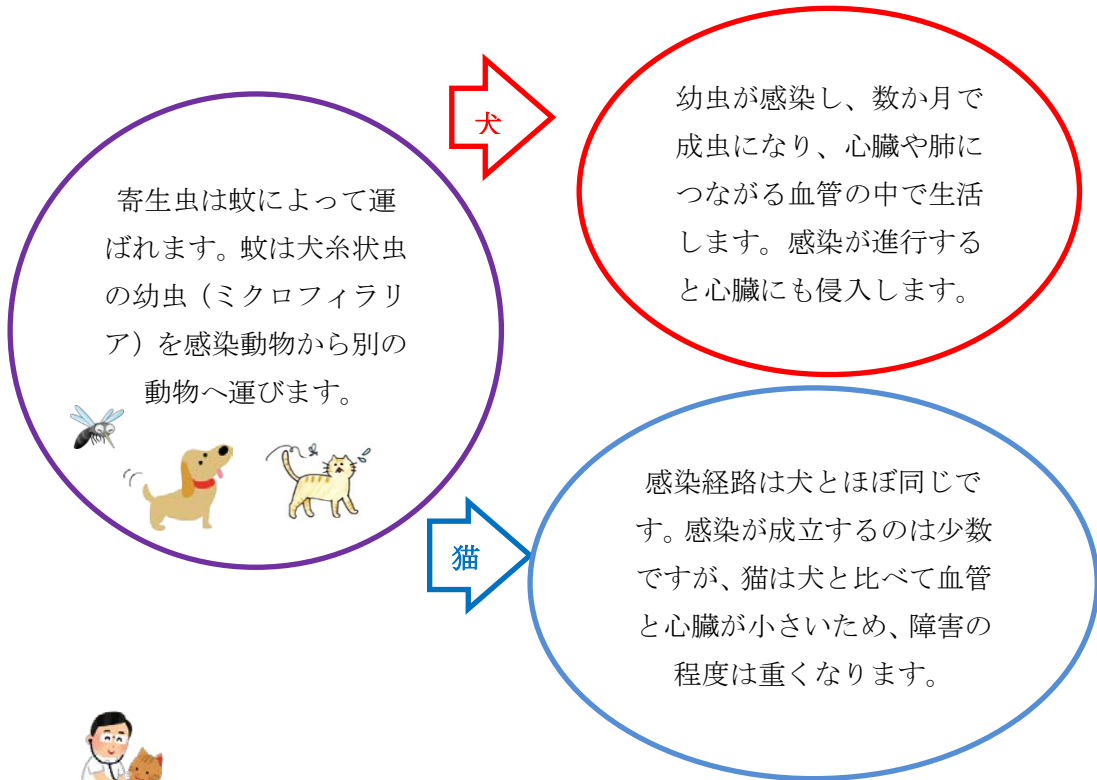 寄生虫は蚊によって運
ばれます。蚊は犬糸状虫
の幼虫（ミクロフィラリ
ア）を感染動物から別の
動物へ運びます。
犬
幼虫が感染し、数か月で
成虫になり、心臓や肺に
つながる血管の中で生活
します。感染が進行する
と心臓にも侵入します。
猫
感染経路は犬とほぼ同じで
す。感染が成立するのは少数
ですが、猫は犬と比べて血管
と心臓が小さいため、障害の
程度は重くなります。